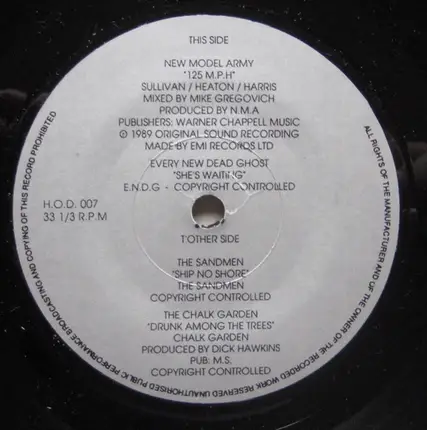 THIS SIDE
NEW MODEL ARMY
"125 M.P.H"
SULLIVAN / HEATON / HARRIS
MIXED BY MIKE GREGOVICH
PRODUCED BY N.M.A
PUBLISHERS: WARNER CHAPPELL MUSIC
© 1989 ORIGINAL SOUND RECORDING
MADE BY EMI RECORDS LTD
EVERY NEW DEAD GHOST
"SHE'S WAITING"
E.N.D.G - COPYRIGHT CONTROLLED
H.O.D. 007
33 1/3 R.P.M
T'OTHER SIDE
THE SANDMEN
"SHIP NO SHORE"
THE SANDMEN
COPYRIGHT CONTROLLED
THE CHALK GARDEN
"DRUNK AMONG THE TREES"
CHALK GARDEN
PRODUCED BY DICK HAWKINS
PUB: M.S.
COPYRIGHT CONTROLLED
ALL RIGHTS OF THE MANUFACTURER AND OF THE OWNER OF THE RECORDED WORK RESERVED UNAUTHORISED PUBLIC PERFORMANCE BROADCASTING AND COPYING OF THIS RECORD PROHIBITED